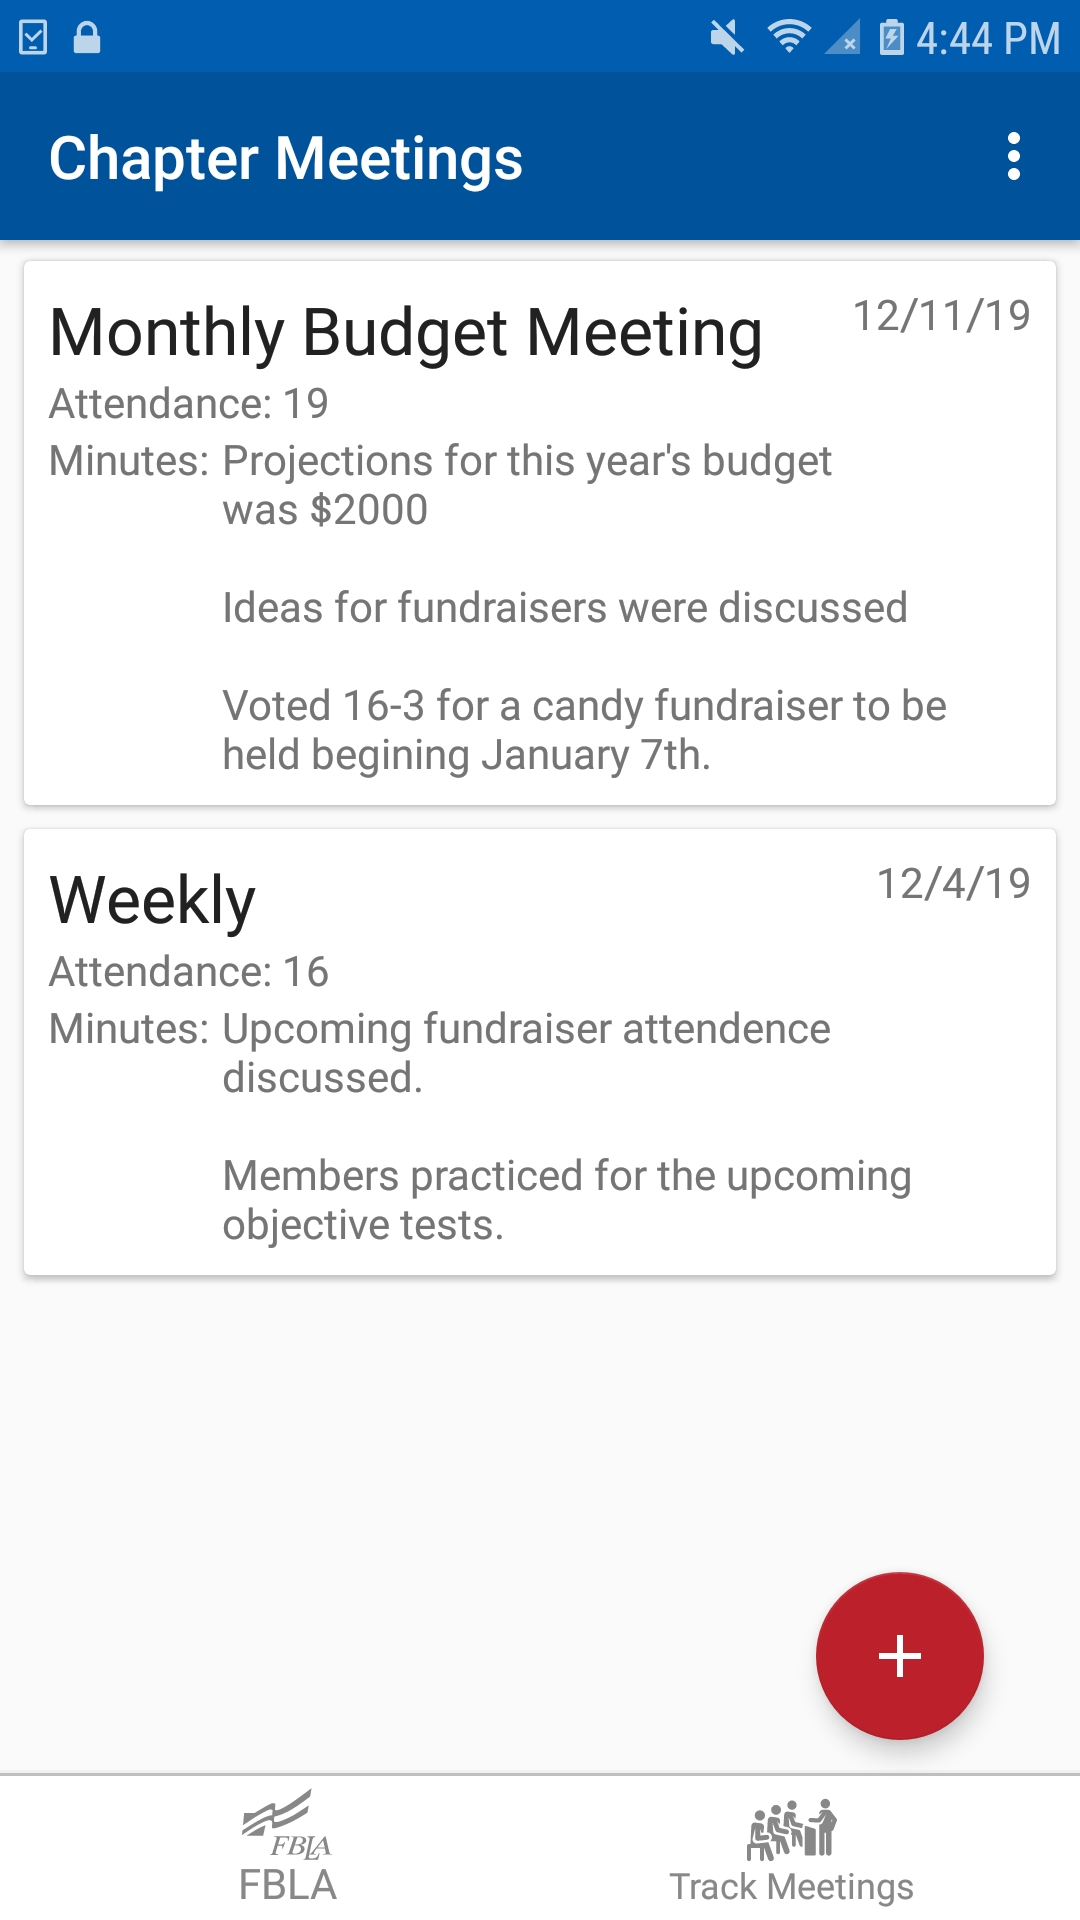 4:44 PM
Chapter Meetings
Monthly Budget Meeting
12/11/19
Attendance: 19
Minutes: Projections for this year's budget
was $2000
Ideas for fundraisers were discussed
Voted 16-3 for a candy fundraiser to be
held begining January 7th.
Weekly
12/4/19
Attendance: 16
Minutes: Upcoming fundraiser attendence
discussed.
Members practiced for the upcoming
objective tests.
FBLA
FBLA
Track Meetings